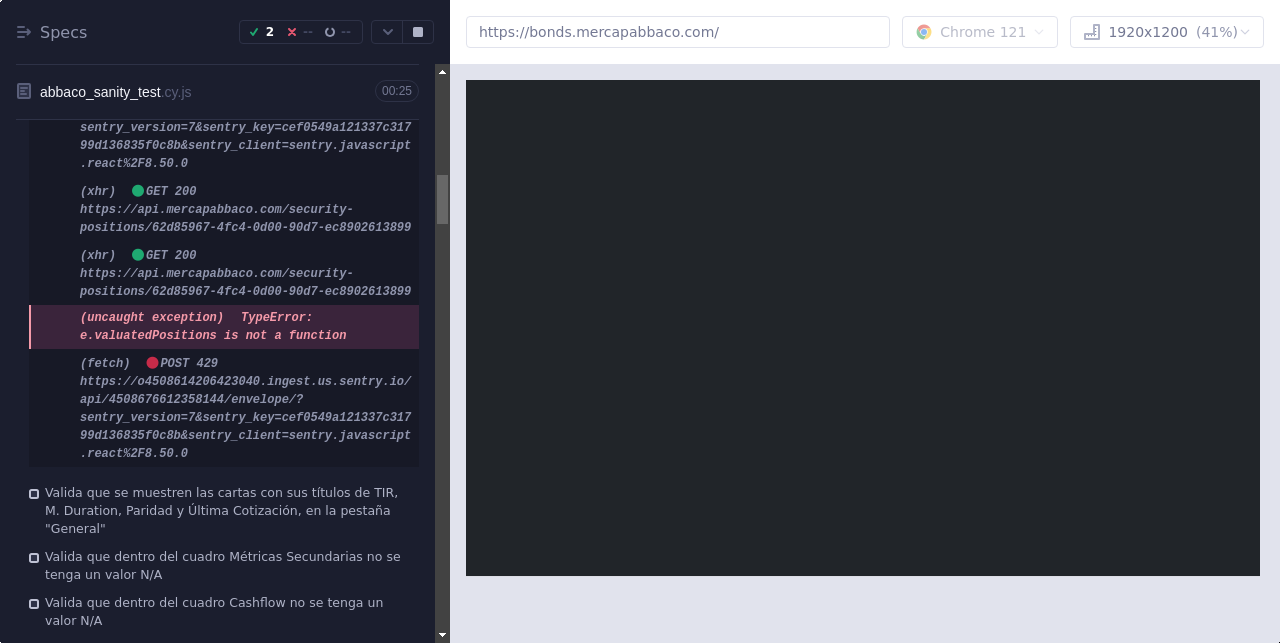 Specs
2
--
--
https://bonds.mercapabbaco.com/
Chrome 121
1920x1200 (41%)
abbaco_sanity_test.cy.js
00:25
sentry_version=7&sentry_key=cef0549a121337c317
99d136835f0c8b&sentry_client=sentry.javascript
.react%2F8.50.0
(xhr) GET 200
https://api.mercapabbaco.com/security-
positions/62d85967-4fc4-0d00-90d7-ec8902613899
(xhr) GET 200
https://api.mercapabbaco.com/security-
positions/62d85967-4fc4-0d00-90d7-ec8902613899
(uncaught exception) TypeError:
e.valuatedPositions is not a function
(fetch) POST 429
https://o4508614206423040.ingest.us.sentry.io/
api/4508676612358144/envelope/?
sentry_version=7&sentry_key=cef0549a121337c317
99d136835f0c8b&sentry_client=sentry.javascript
.react%2F8.50.0
Valida que se muestren las cartas con sus títulos de TIR,
M. Duration, Paridad y Última Cotización, en la pestaña
"General"
Valida que dentro del cuadro Métricas Secundarias no se
tenga un valor N/A
Valida que dentro del cuadro Cashflow no se tenga un
valor N/A